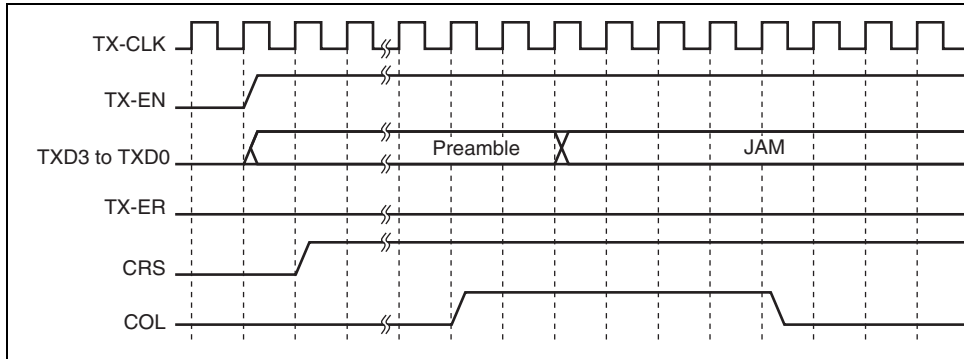 TX-CLK
TX-EN
TXD3 to TXD0
Preamble
JAM
TX-ER
CRS
COL